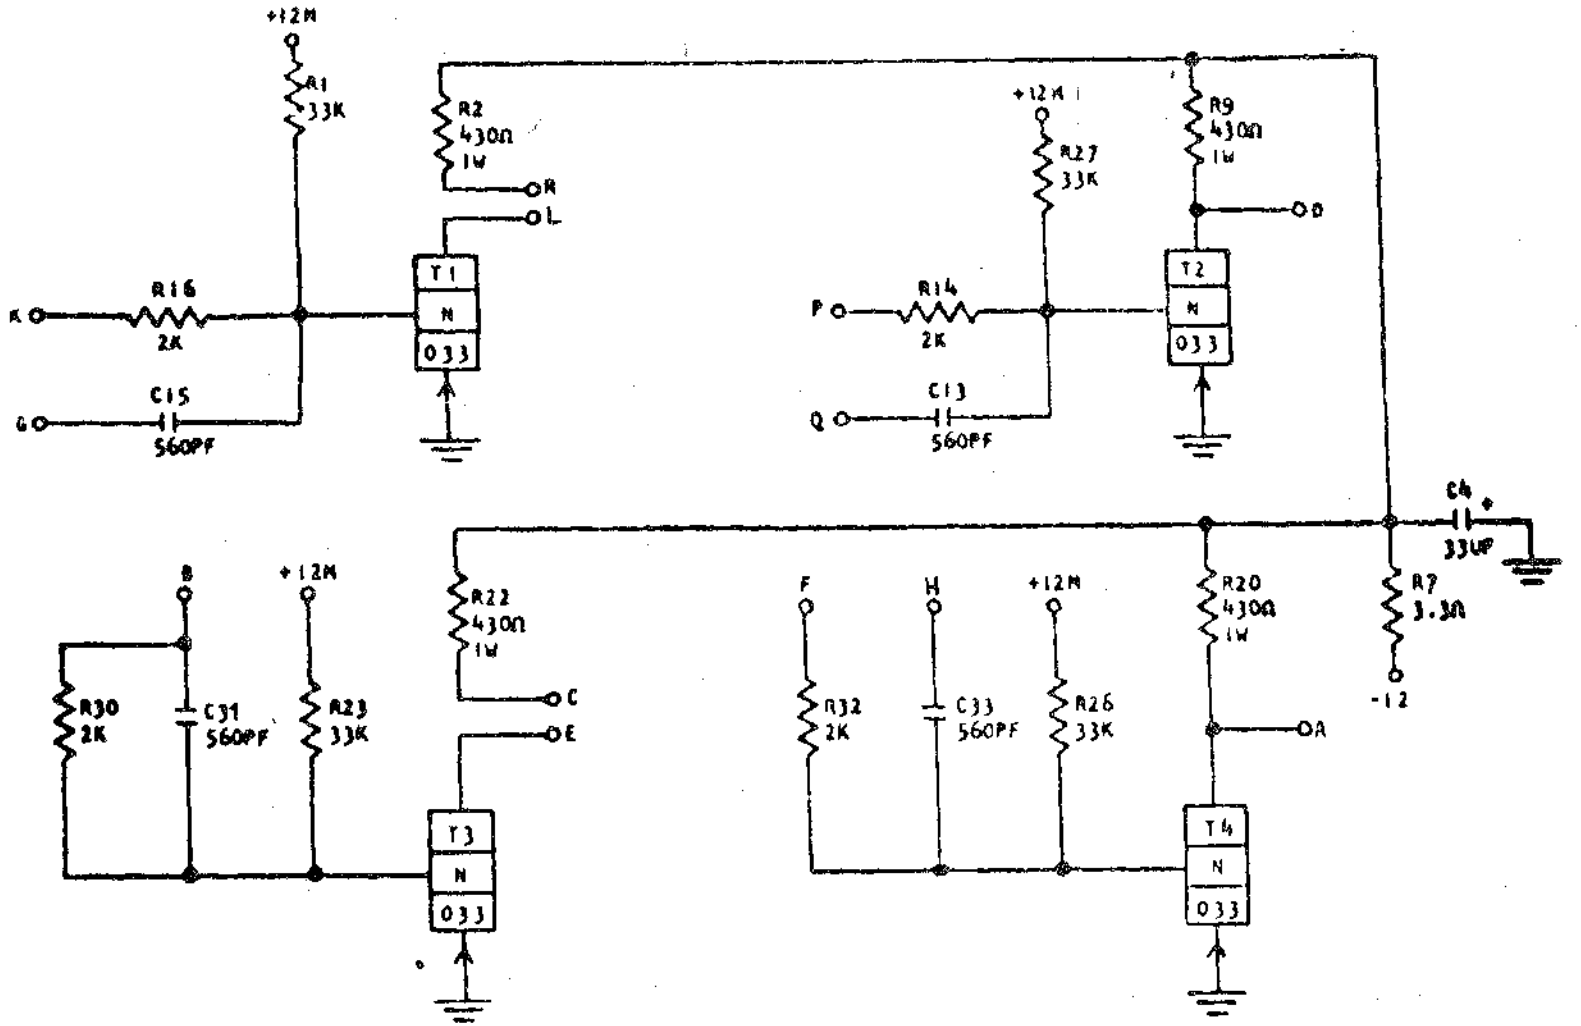 +12M
R1
33K
R2
430Ω
1W
R
L
T1
N
033
K
R16
2K
C15
G
560PF
+12M
R27
33K
R9
430Ω
1W
D
T2
N
033
P
R14
2K
C13
Q
560PF
C4
+
33UF
R7
3.3Ω
-12
B
+12M
R22
430Ω
1W
C
E
R30
2K
C31
560PF
R23
33K
T3
N
033
F
H
+12M
R20
430Ω
1W
A
R32
2K
C33
560PF
R26
33K
T4
N
033